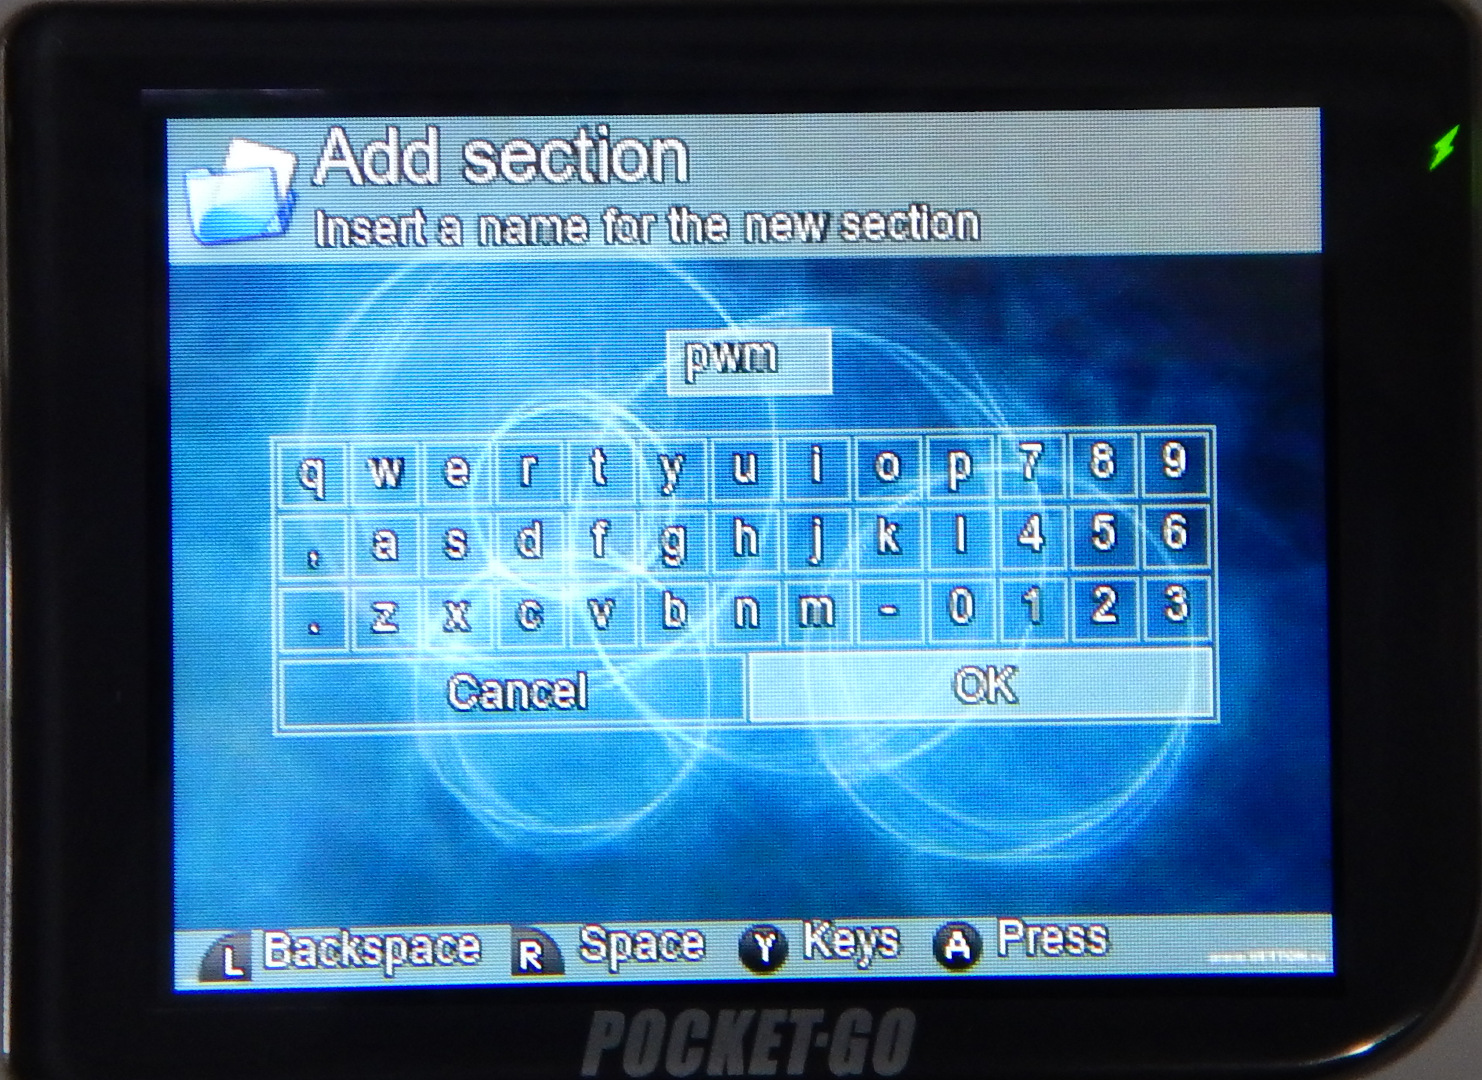 Add section
Insert a name for the new section
pwm
q w e r t y u i o p 7 8 9
, a s d f g h j k l 4 5 6
. z x c v b n m - 0 1 2 3
Cancel OK
L Backspace R Space Y Keys A Press
POCKET·GO